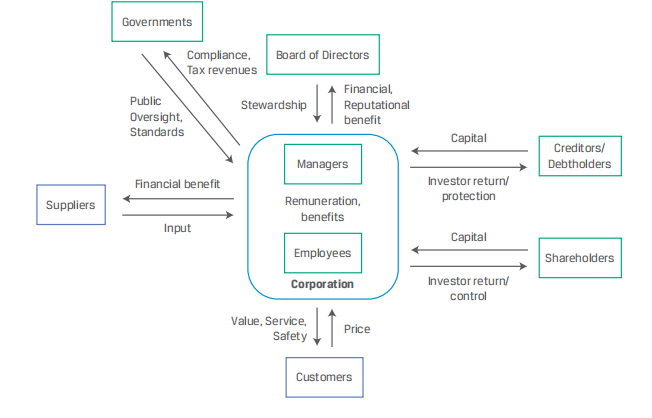 Governments
Compliance,
Tax revenues
Board of Directors
Public
Oversight,
Standards
Stewardship
Financial,
Reputational
benefit
Managers
Remuneration,
benefits
Employees
Corporation
Capital
Creditors/
Debtholders
Investor return/
protection
Suppliers
Financial benefit
Input
Capital
Shareholders
Investor return/
control
Value, Service,
Safety
Price
Customers